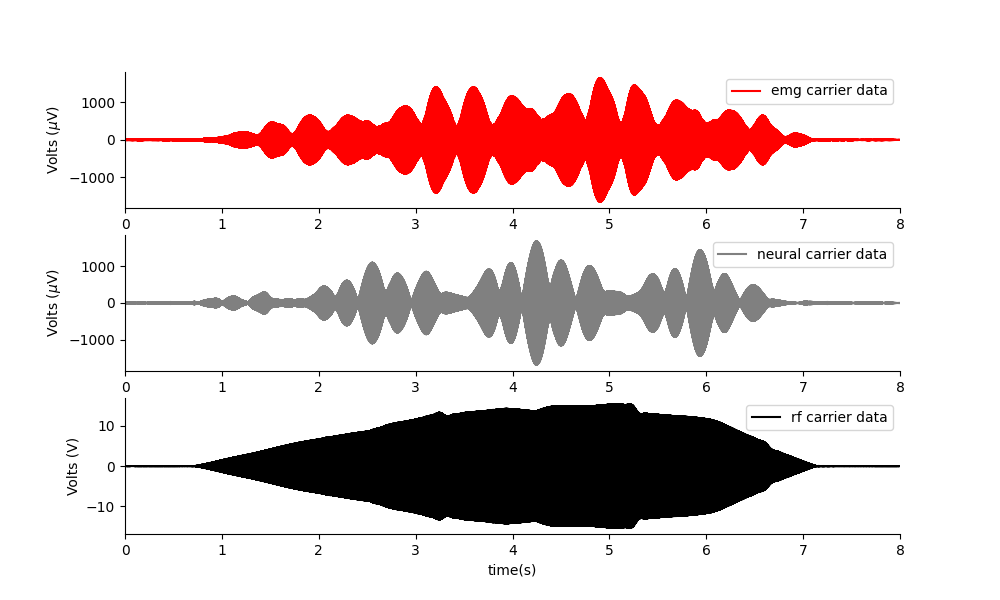 1000
0
−1000
Volts (μV)
emg carrier data
0 1 2 3 4 5 6 7 8
1000
0
−1000
Volts (μV)
neural carrier data
0 1 2 3 4 5 6 7 8
10
0
−10
Volts (V)
rf carrier data
0 1 2 3 4 5 6 7 8
time(s)